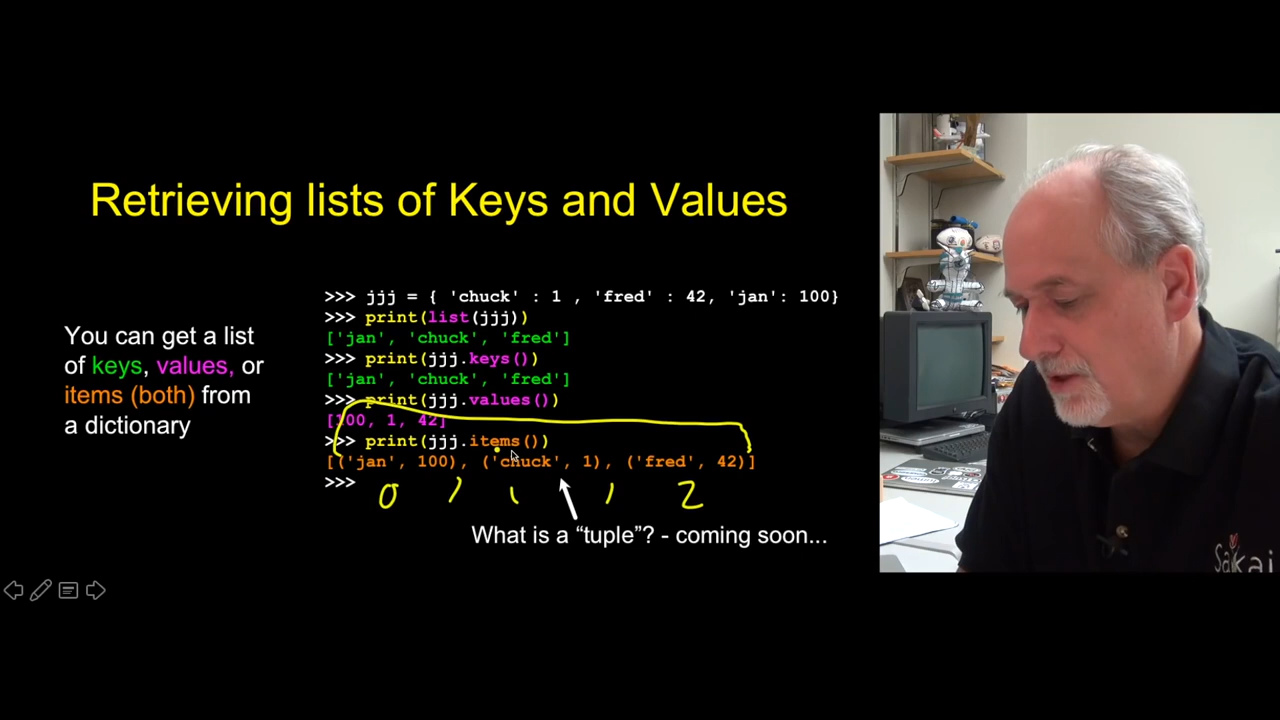 Retrieving lists of Keys and Values
You can get a list
of keys, values, or
items (both) from
a dictionary
>>> jjj = { 'chuck' : 1 , 'fred' : 42, 'jan': 100}
>>> print(list(jjj))
['jan', 'chuck', 'fred']
>>> print(jjj.keys())
['jan', 'chuck', 'fred']
>>> print(jjj.values())
[100, 1, 42]
>>> print(jjj.items())
[('jan', 100), ('chuck', 1), ('fred', 42)]
>>>
0 , 1 , 2
What is a “tuple”? - coming soon...
Sakai